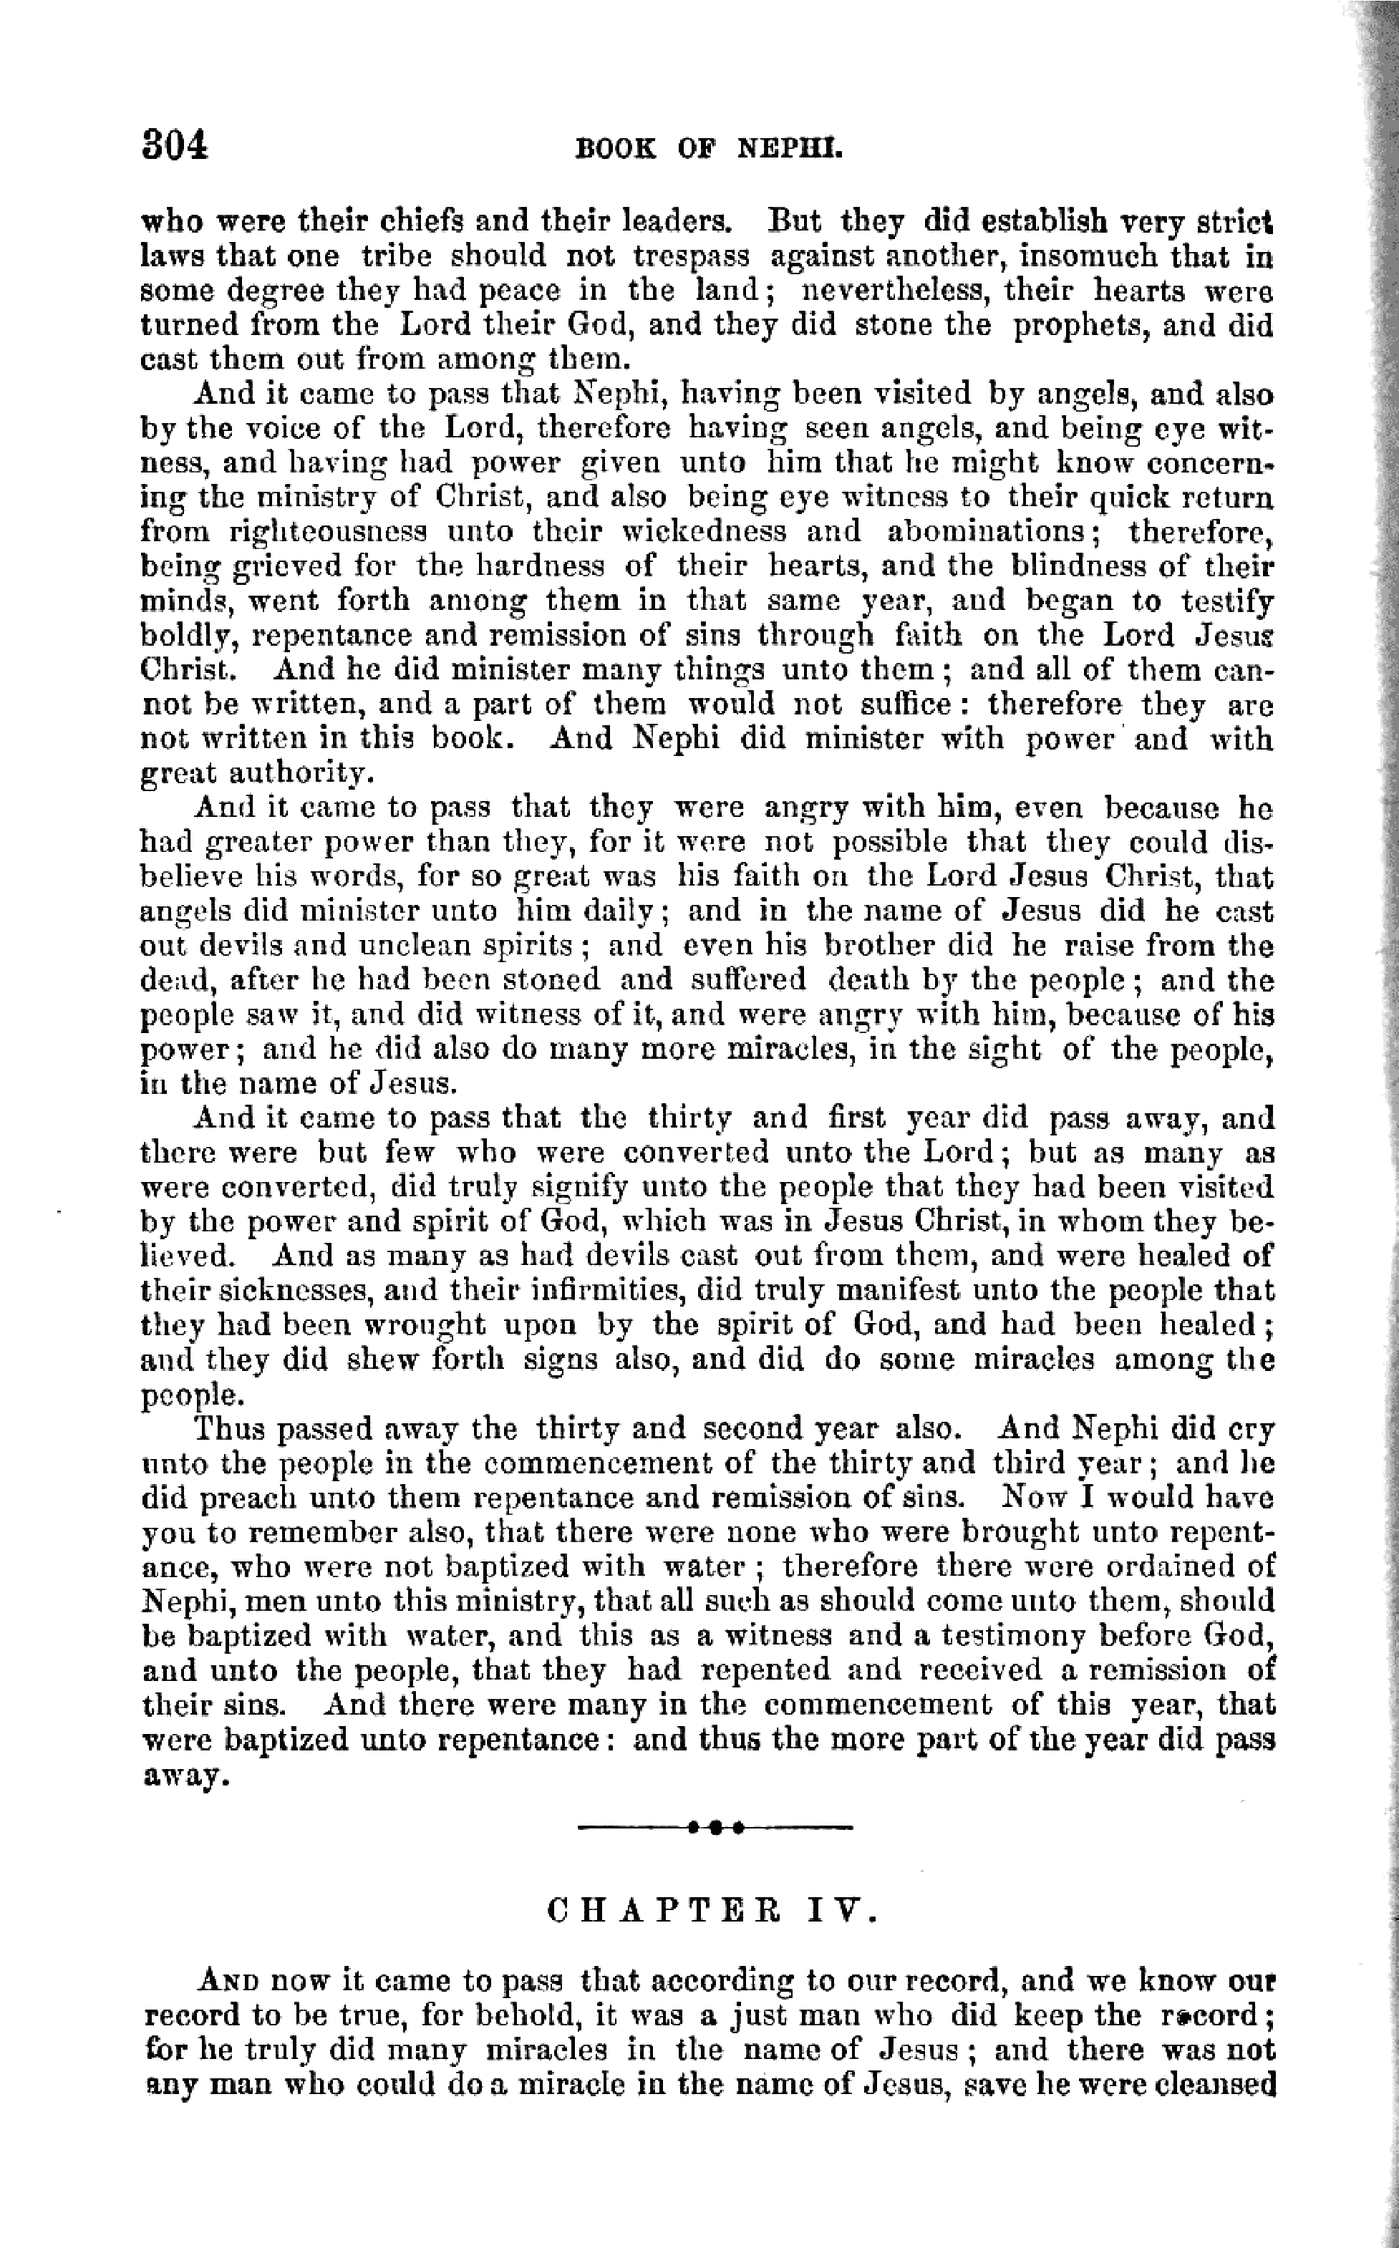 304 BOOK OF NEPHI.
who were their chiefs and their leaders. But they did establish very strict
laws that one tribe should not trespass against another, insomuch that in
some degree they had peace in the land; nevertheless, their hearts were
turned from the Lord their God, and they did stone the prophets, and did
cast them out from among them.
And it came to pass that Nephi, having been visited by angels, and also
by the voice of the Lord, therefore having seen angels, and being eye wit-
ness, and having had power given unto him that he might know concern-
ing the ministry of Christ, and also being eye witness to their quick return
from righteousness unto their wickedness and abominations; therefore,
being grieved for the hardness of their hearts, and the blindness of their
minds, went forth among them in that same year, and began to testify
boldly, repentance and remission of sins through faith on the Lord Jesus
Christ. And he did minister many things unto them; and all of them can-
not be written, and a part of them would not suffice: therefore they are
not written in this book. And Nephi did minister with power and with
great authority.
And it came to pass that they were angry with him, even because he
had greater power than they, for it were not possible that they could dis-
believe his words, for so great was his faith on the Lord Jesus Christ, that
angels did minister unto him daily; and in the name of Jesus did he cast
out devils and unclean spirits; and even his brother did he raise from the
dead, after he had been stoned and suffered death by the people; and the
people saw it, and did witness of it, and were angry with him, because of his
power; and he did also do many more miracles, in the sight of the people,
in the name of Jesus.
And it came to pass that the thirty and first year did pass away, and
there were but few who were converted unto the Lord; but as many as
were converted, did truly signify unto the people that they had been visited
by the power and spirit of God, which was in Jesus Christ, in whom they be-
lieved. And as many as had devils cast out from them, and were healed of
their sicknesses, and their infirmities, did truly manifest unto the people that
they had been wrought upon by the spirit of God, and had been healed;
and they did shew forth signs also, and did do some miracles among the
people.
Thus passed away the thirty and second year also. And Nephi did cry
unto the people in the commencement of the thirty and third year; and he
did preach unto them repentance and remission of sins. Now I would have
you to remember also, that there were none who were brought unto repent-
ance, who were not baptized with water; therefore there were ordained of
Nephi, men unto this ministry, that all such as should come unto them, should
be baptized with water, and this as a witness and a testimony before God,
and unto the people, that they had repented and received a remission of
their sins. And there were many in the commencement of this year, that
were baptized unto repentance: and thus the more part of the year did pass
away.
CHAPTER IV.
AND now it came to pass that according to our record, and we know our
record to be true, for behold, it was a just man who did keep the record;
for he truly did many miracles in the name of Jesus; and there was not
any man who could do a miracle in the name of Jesus, save he were cleansed